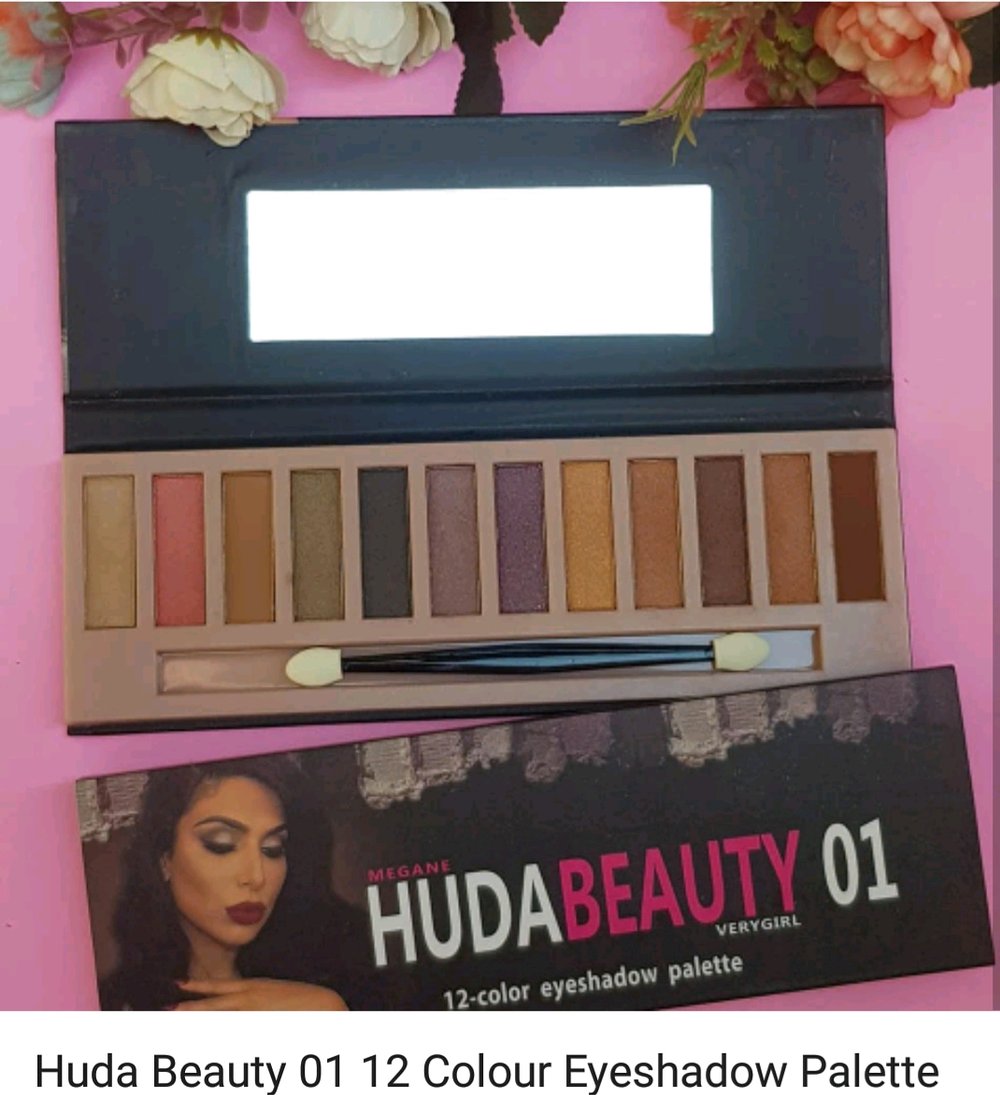 MEGANE
HUDABEAUTY 01
VERYGIRL
12-color eyeshadow palette
Huda Beauty 01 12 Colour Eyeshadow Palette